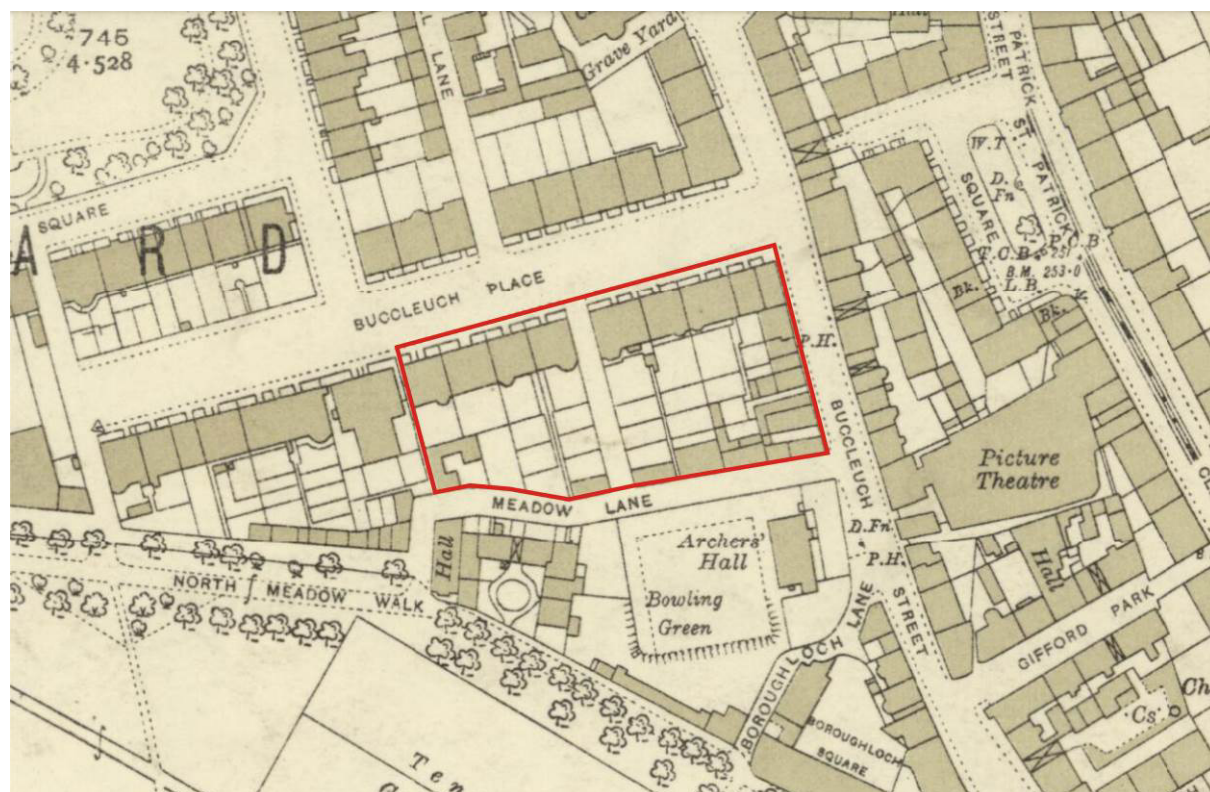 745
4·528
LANE
Grave Yard
PATRICK
STREET
ST. PATRICK
SQUARE
W.T
D.
Fn
P.C.B
T.C.B.
251
B.M. 253·0
L.B.
Bk.
Bk.
SQUARE
A R D
BUCCLEUCH PLACE
P.H.
BUCCLEUCH
STREET
Picture
Theatre
MEADOW LANE
D.Fn
P.H.
Archers'
Hall
Bowling
Green
Hall
Hall
NORTH MEADOW WALK
GIFFORD PARK
BOROUGHLOCH LANE
BOROUGHLOCH
SQUARE
Ch
Cs
Ten